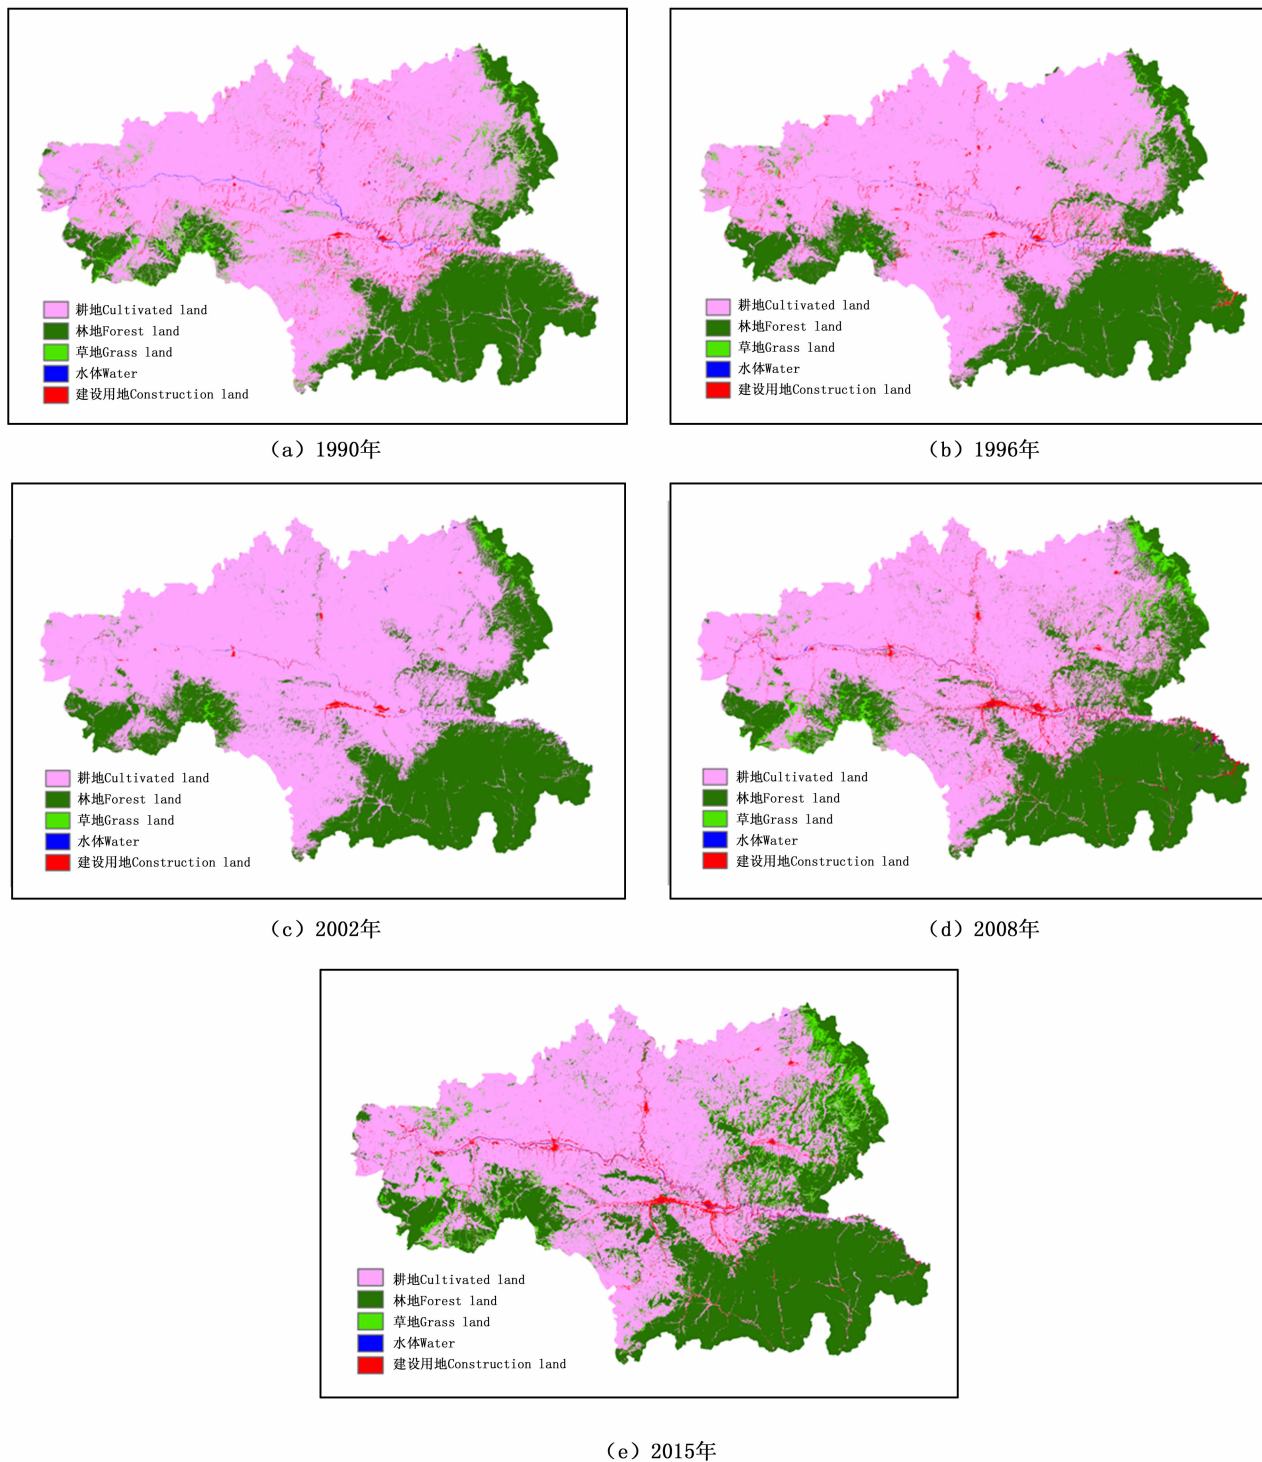 耕地Cultivated land
林地Forest land
草地Grass land
水体Water
建设用地Construction land
(a) 1990年
耕地Cultivated land
林地Forest land
草地Grass land
水体Water
建设用地Construction land
(b) 1996年
耕地Cultivated land
林地Forest land
草地Grass land
水体Water
建设用地Construction land
(c) 2002年
耕地Cultivated land
林地Forest land
草地Grass land
水体Water
建设用地Construction land
(d) 2008年
耕地Cultivated land
林地Forest land
草地Grass land
水体Water
建设用地Construction land
(e) 2015年